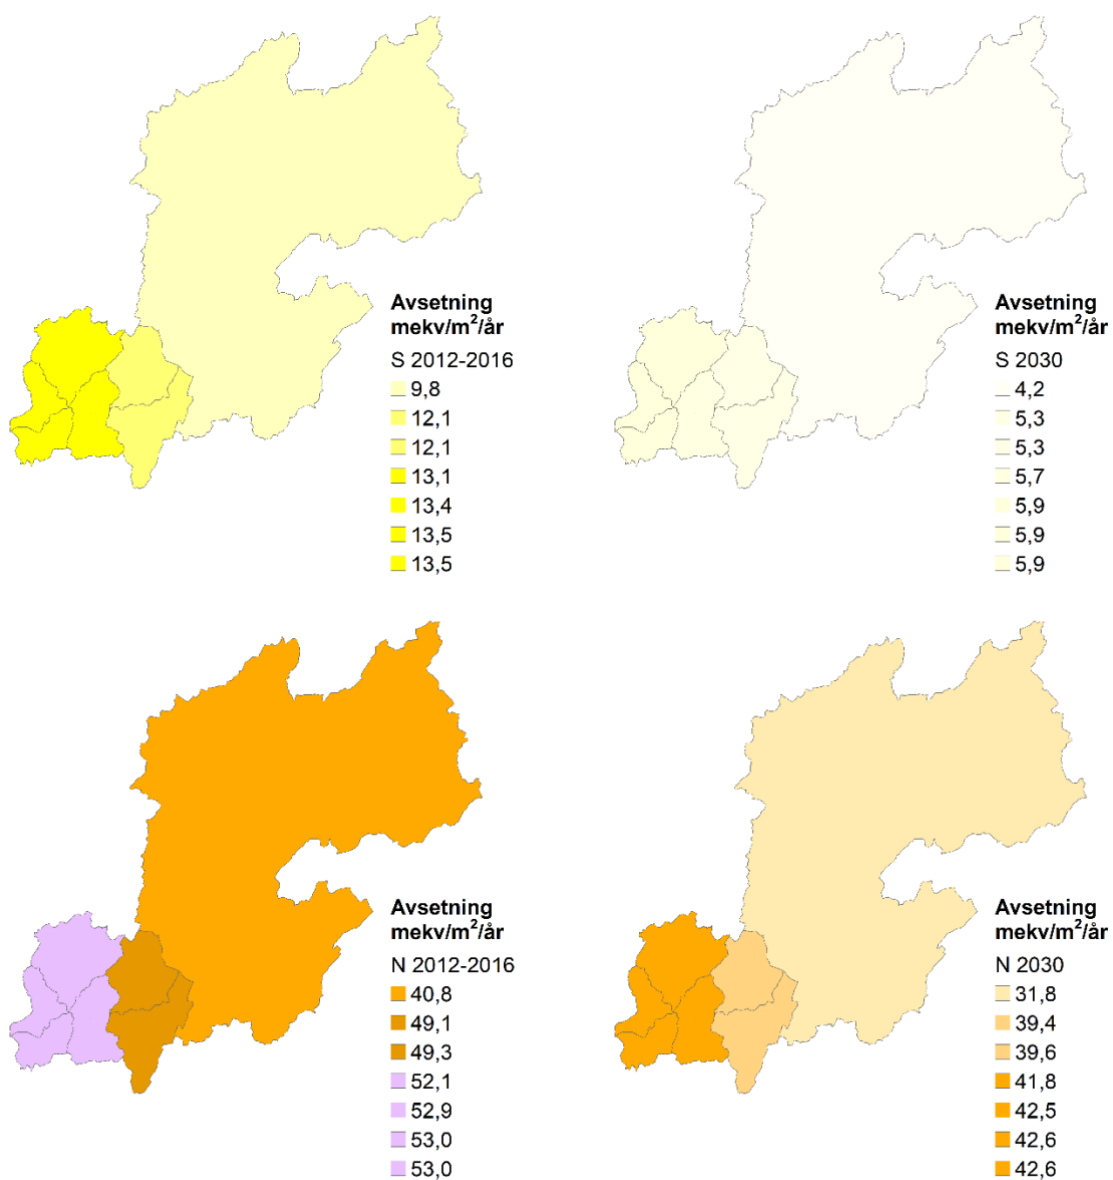 Avsetning
mekv/m²/år
S 2012-2016
9,8
12,1
12,1
13,1
13,4
13,5
13,5
Avsetning
mekv/m²/år
S 2030
4,2
5,3
5,3
5,7
5,9
5,9
5,9
Avsetning
mekv/m²/år
N 2012-2016
40,8
49,1
49,3
52,1
52,9
53,0
53,0
Avsetning
mekv/m²/år
N 2030
31,8
39,4
39,6
41,8
42,5
42,6
42,6